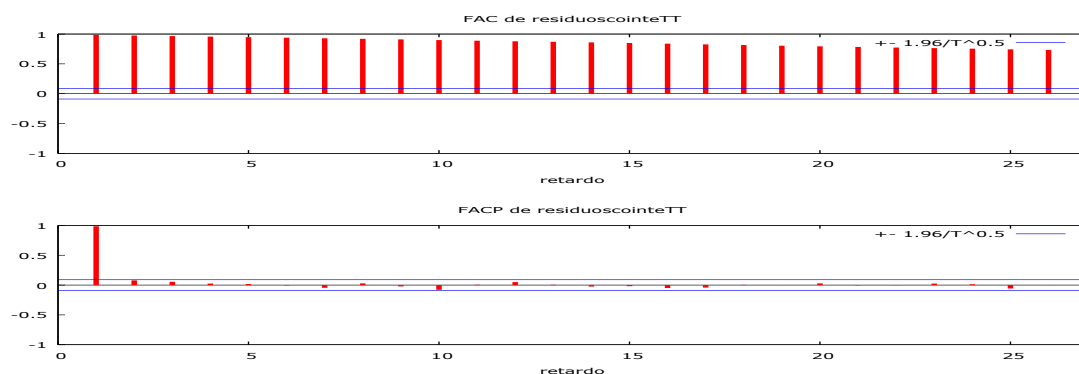 FAC de residuoscointeTT
1
+- 1.96/T^0.5
0.5
0
-0.5
-1
0 5 10 15 20 25
retardo
FACP de residuoscointeTT
1
+- 1.96/T^0.5
0.5
0
-0.5
-1
0 5 10 15 20 25
retardo